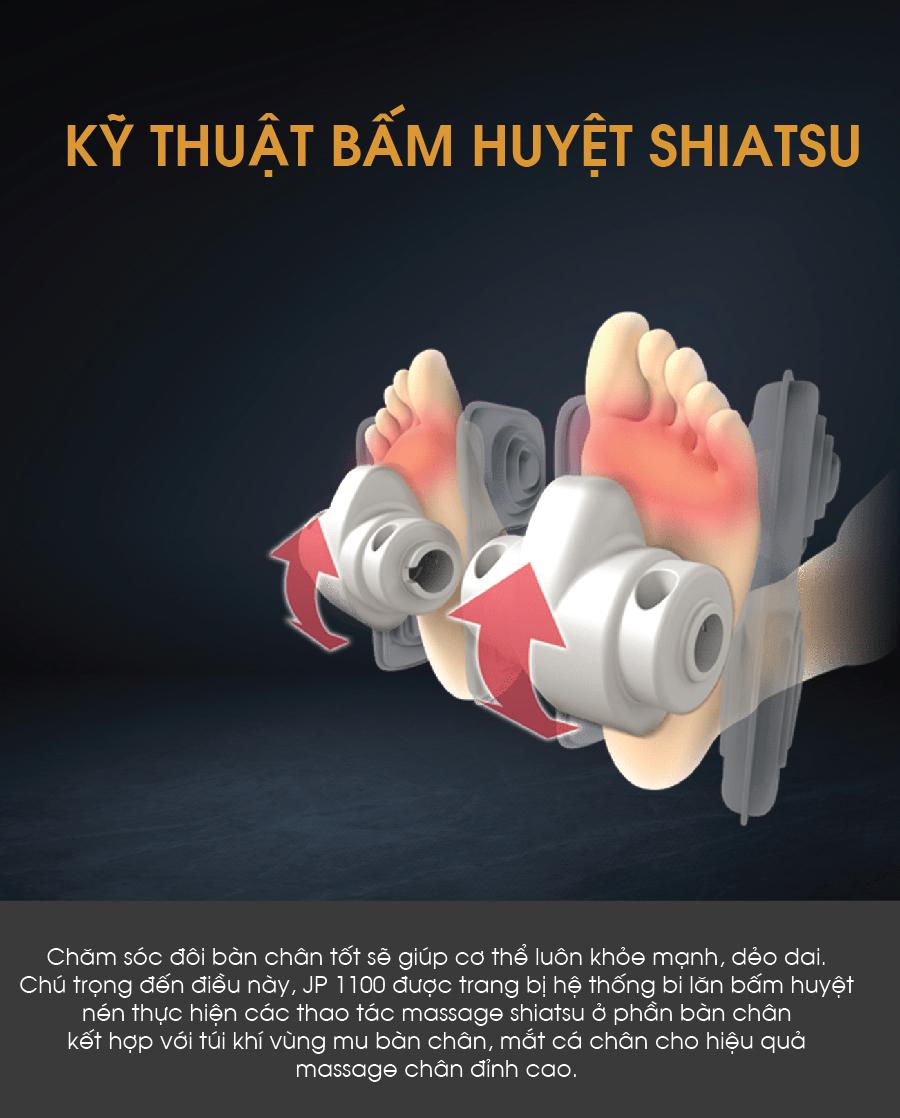 KỸ THUẬT BẤM HUYỆT SHIATSU
Chăm sóc đôi bàn chân tốt sẽ giúp cơ thể luôn khỏe mạnh, dẻo dai.
Chú trọng đến điều này, JP 1100 được trang bị hệ thống bi lăn bấm huyệt
nén thực hiện các thao tác massage shiatsu ở phần bàn chân
kết hợp với túi khí vùng mu bàn chân, mắt cá chân cho hiệu quả
massage chân đỉnh cao.